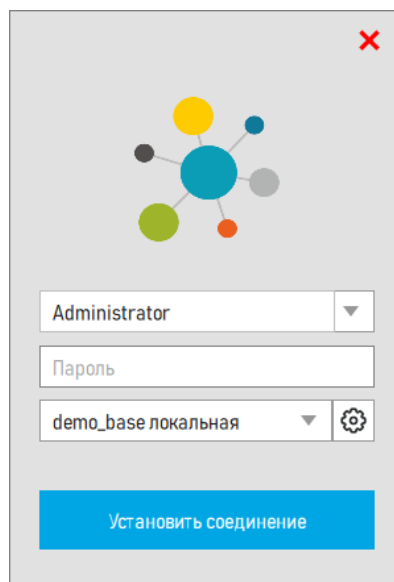 Administrator
Пароль
demo_base локальная
Установить соединение